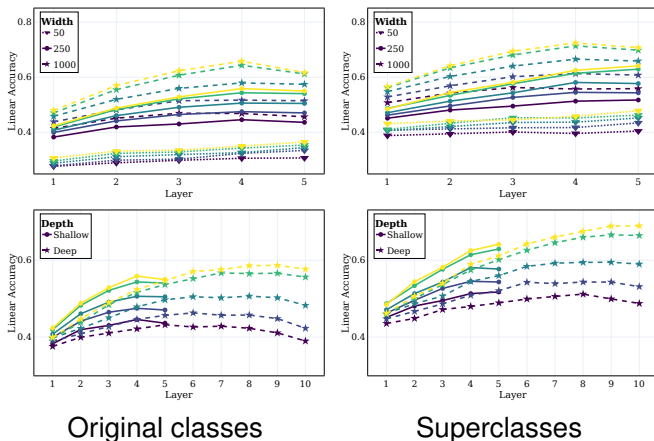 0.8
0.6
0.4
Linear Accuracy
Width
50
250
1000
1 2 3 4 5
Layer
0.8
0.6
0.4
Linear Accuracy
Width
50
250
1000
1 2 3 4 5
Layer
0.6
0.4
Linear Accuracy
Depth
Shallow
Deep
1 2 3 4 5 6 7 8 9 10
Layer
0.6
0.4
Linear Accuracy
Depth
Shallow
Deep
1 2 3 4 5 6 7 8 9 10
Layer
Original classes
Superclasses